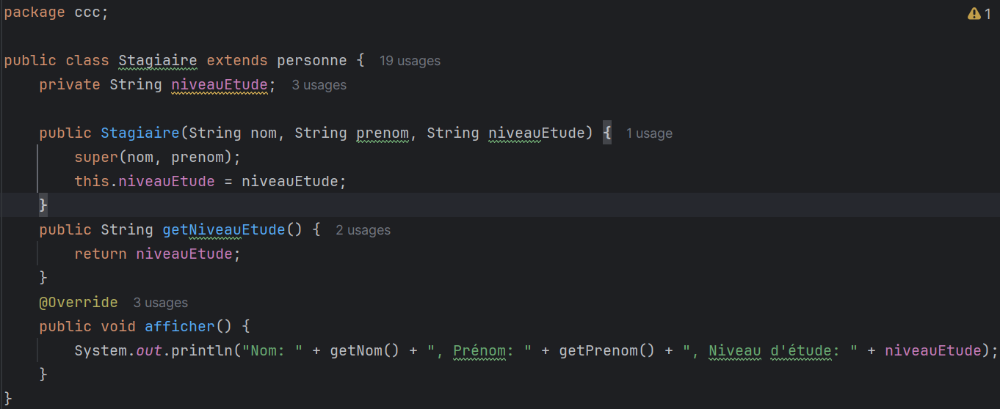 package ccc;
1
public class Stagiaire extends personne {   19 usages
    private String niveauEtude;   3 usages

    public Stagiaire(String nom, String prenom, String niveauEtude) {   1 usage
        super(nom, prenom);
        this.niveauEtude = niveauEtude;
    }
    public String getNiveauEtude() {   2 usages
        return niveauEtude;
    }
    @Override   3 usages
    public void afficher() {
        System.out.println("Nom: " + getNom() + ", Prénom: " + getPrenom() + ", Niveau d'étude: " + niveauEtude);
    }
}